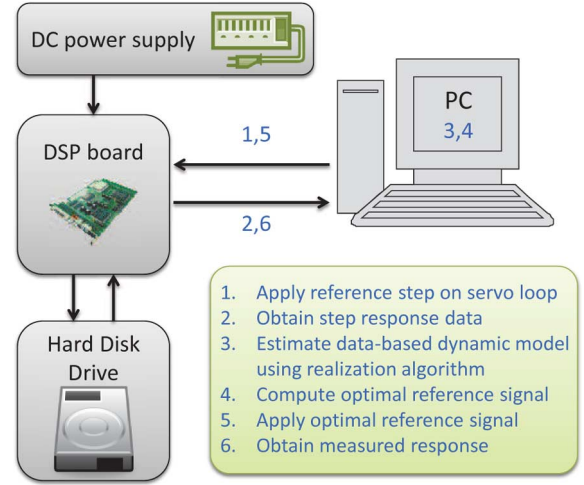 DC power supply
PC
3,4
1,5
DSP board
2,6
1. Apply reference step on servo loop
2. Obtain step response data
3. Estimate data-based dynamic model
using realization algorithm
4. Compute optimal reference signal
5. Apply optimal reference signal
6. Obtain measured response
Hard Disk
Drive